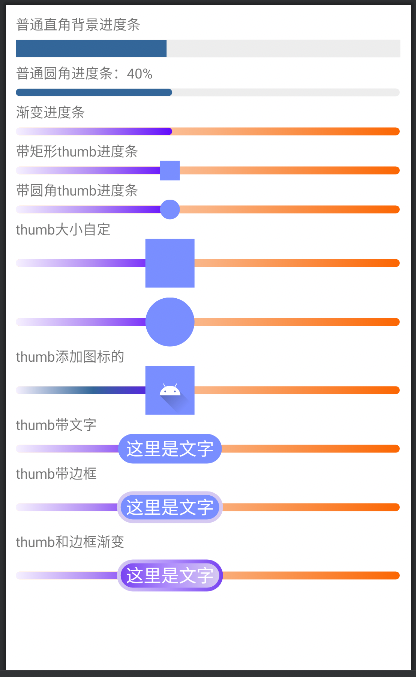 普通直角背景进度条
普通圆角进度条：40%
渐变进度条
带矩形thumb进度条
带圆角thumb进度条
thumb大小自定
thumb添加图标的
thumb带文字
这里是文字
thumb带边框
这里是文字
thumb和边框渐变
这里是文字